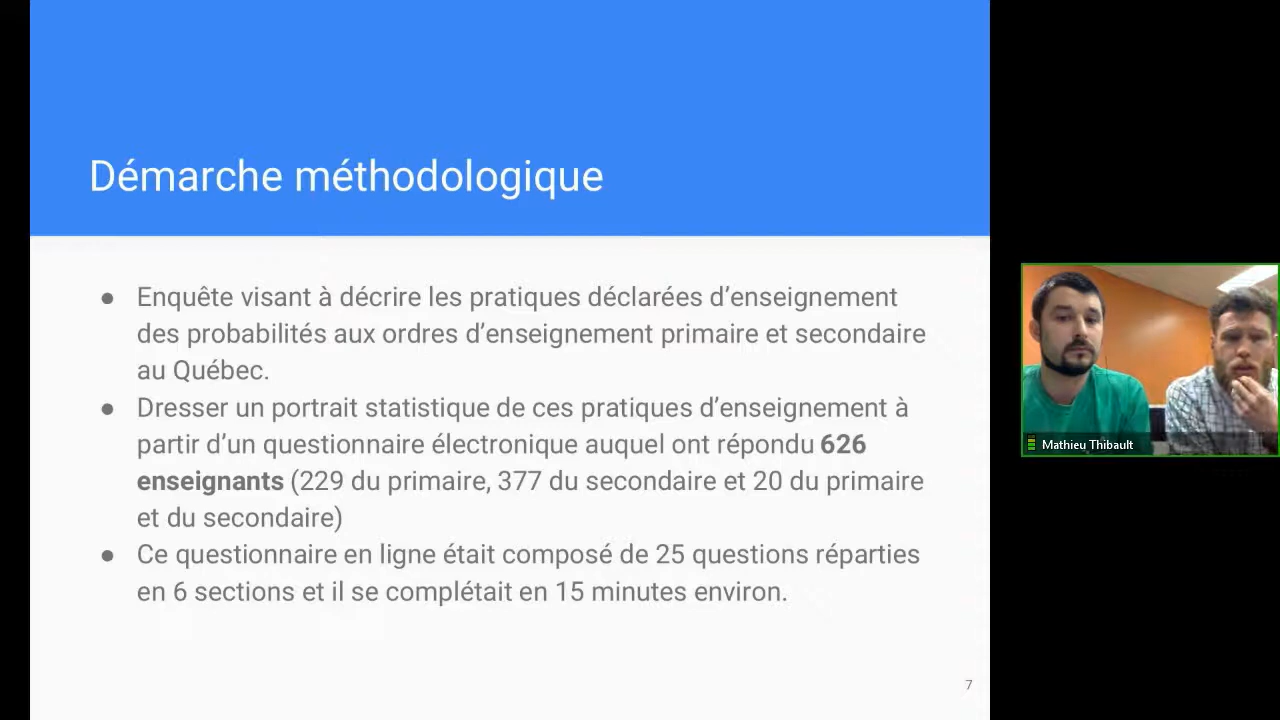 Démarche méthodologique
● Enquête visant à décrire les pratiques déclarées d’enseignement
des probabilités aux ordres d’enseignement primaire et secondaire
au Québec.
● Dresser un portrait statistique de ces pratiques d’enseignement à
partir d’un questionnaire électronique auquel ont répondu 626
enseignants (229 du primaire, 377 du secondaire et 20 du primaire
et du secondaire)
● Ce questionnaire en ligne était composé de 25 questions réparties
en 6 sections et il se complétait en 15 minutes environ.
7
Mathieu Thibault